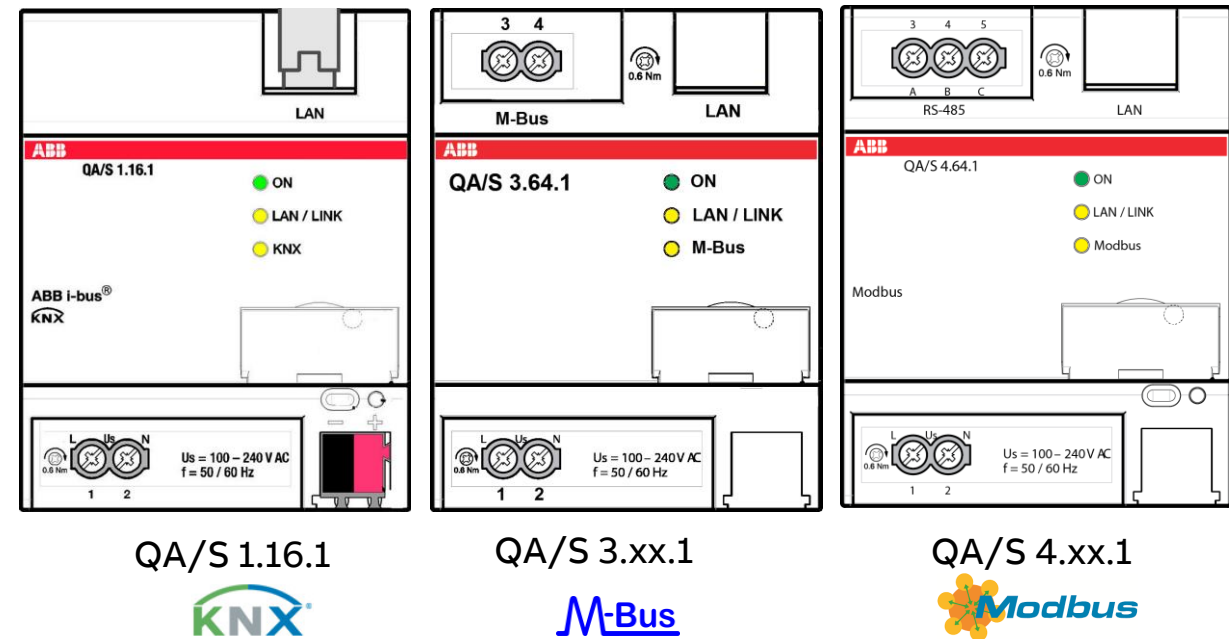 LAN
ABB
QA/S 1.16.1
ON
LAN / LINK
KNX
ABB i-bus®
KNX
− +
L Us N
0.6 Nm
Us = 100 – 240 V AC
f = 50 / 60 Hz
1 2
QA/S 1.16.1
KNX®
3 4
0.6 Nm
M-Bus
LAN
ABB
QA/S 3.64.1
ON
LAN / LINK
M-Bus
L Us N
0.6 Nm
Us = 100 – 240 V AC
f = 50 / 60 Hz
1 2
QA/S 3.xx.1
M-Bus
3 4 5
0.6 Nm
A B C
RS-485
LAN
ABB
QA/S 4.64.1
ON
LAN / LINK
Modbus
Modbus
L Us N
0.6 Nm
Us = 100 – 240 V AC
f = 50 / 60 Hz
1 2
QA/S 4.xx.1
Modbus